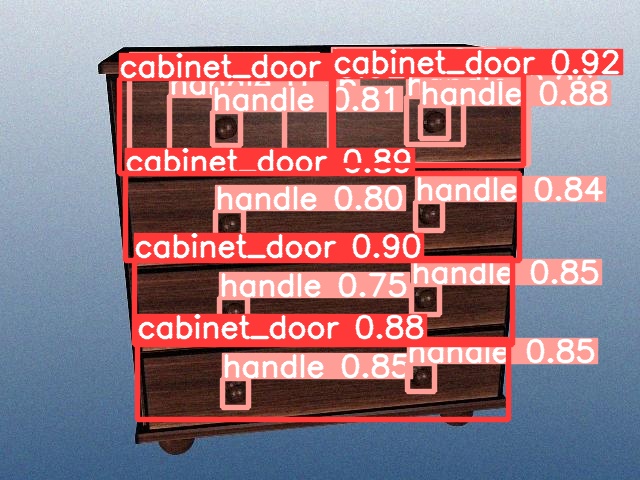 cabinet_door
cabinet_door 0.92
handle 0.81
handle 0.88
cabinet_door 0.89
handle 0.80
handle 0.84
cabinet_door 0.90
handle 0.75
handle 0.85
cabinet_door 0.88
handle 0.85
handle 0.85